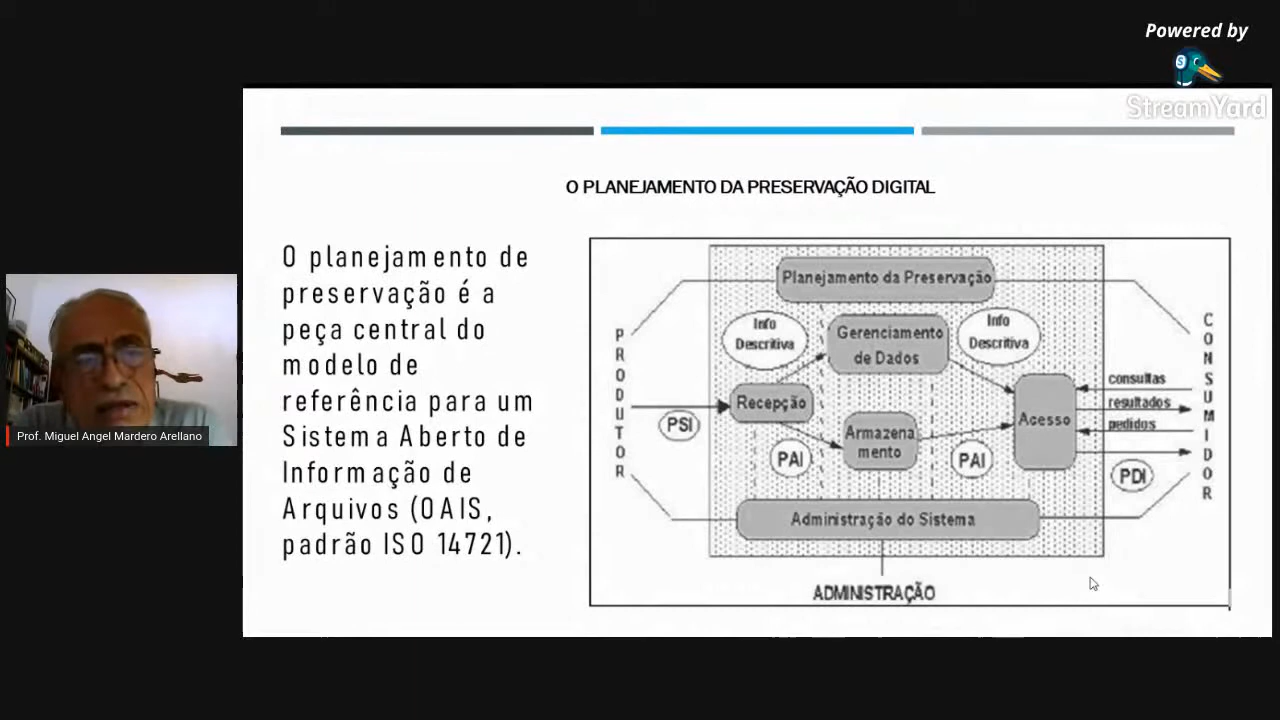 Powered by
StreamYard
O PLANEJAMENTO DA PRESERVAÇÃO DIGITAL
O planejamento de
preservação é a
peça central do
modelo de
referência para um
Sistema Aberto de
Informação de
Arquivos (OAIS,
padrão ISO 14721).
Planejamento da Preservação
Info
Descritiva
Gerenciamento
de Dados
Info
Descritiva
PRODUTOR
CONSUMIDOR
Recepção
PSI
PAI
Armazena
mento
PAI
Acesso
consultas
resultados
pedidos
PDI
Administração do Sistema
ADMINISTRAÇÃO
Prof. Miguel Angel Mardero Arellano